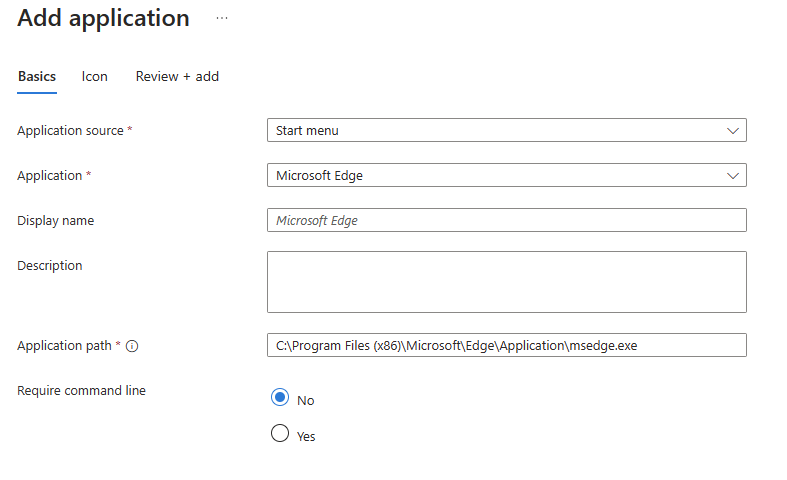 Add application ...
Basics Icon Review + add
Application source * Start menu
Application * Microsoft Edge
Display name Microsoft Edge
Description
Application path * C:\Program Files (x86)\Microsoft\Edge\Application\msedge.exe
Require command line
No
Yes